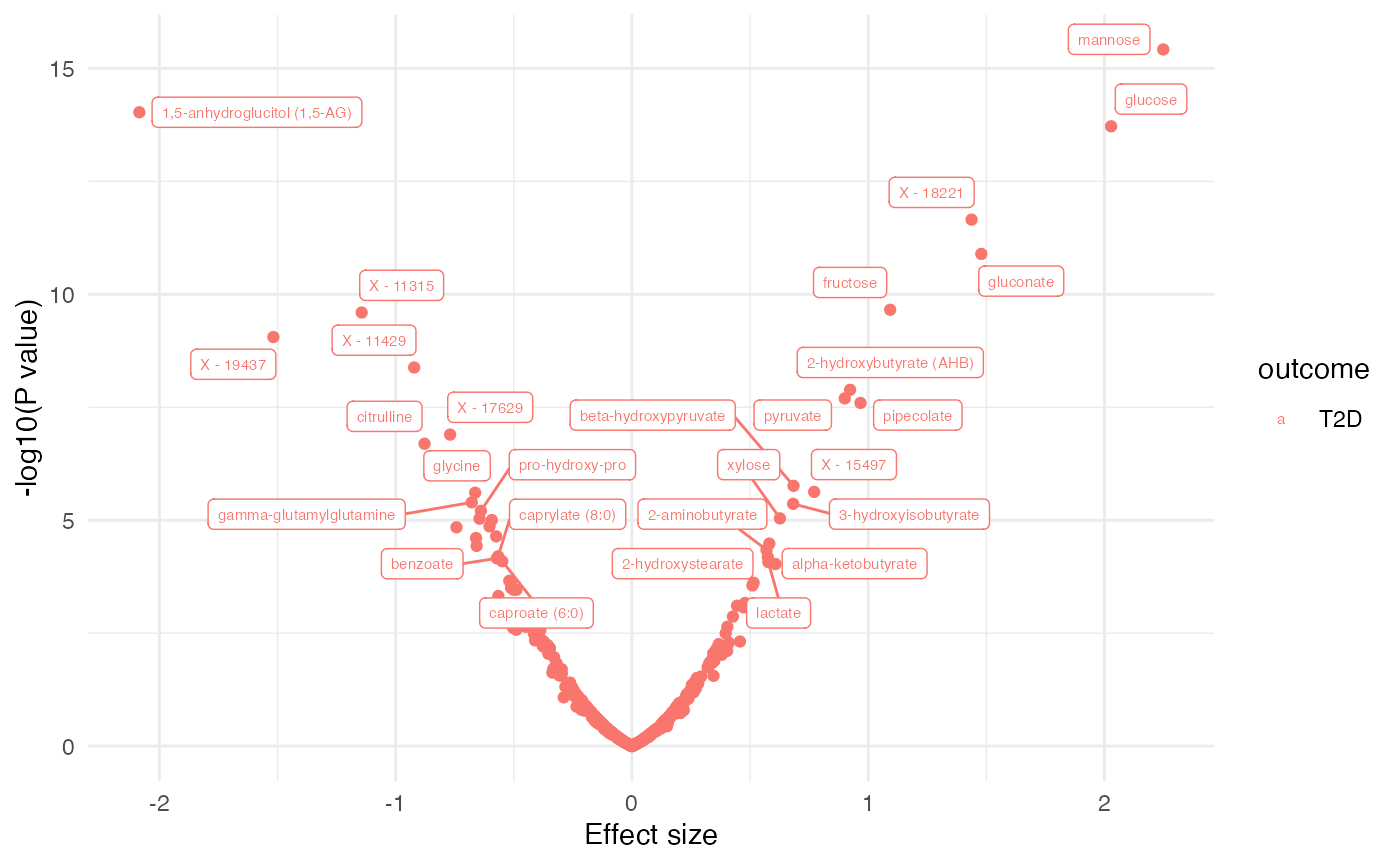 mannose
15
glucose
1,5-anhydroglucitol (1,5-AG)
X - 18221
X - 11315
fructose
gluconate
10
X - 11429
X - 19437
2-hydroxybutyrate (AHB)
outcome
a T2D
-log10(P value)
citrulline
X - 17629
beta-hydroxypyruvate
pyruvate
pipecolate
glycine
pro-hydroxy-pro
xylose
X - 15497
5
gamma-glutamylglutamine
caprylate (8:0)
2-aminobutyrate
3-hydroxyisobutyrate
benzoate
2-hydroxystearate
alpha-ketobutyrate
caproate (6:0)
lactate
0
-2
-1
0
1
2
Effect size